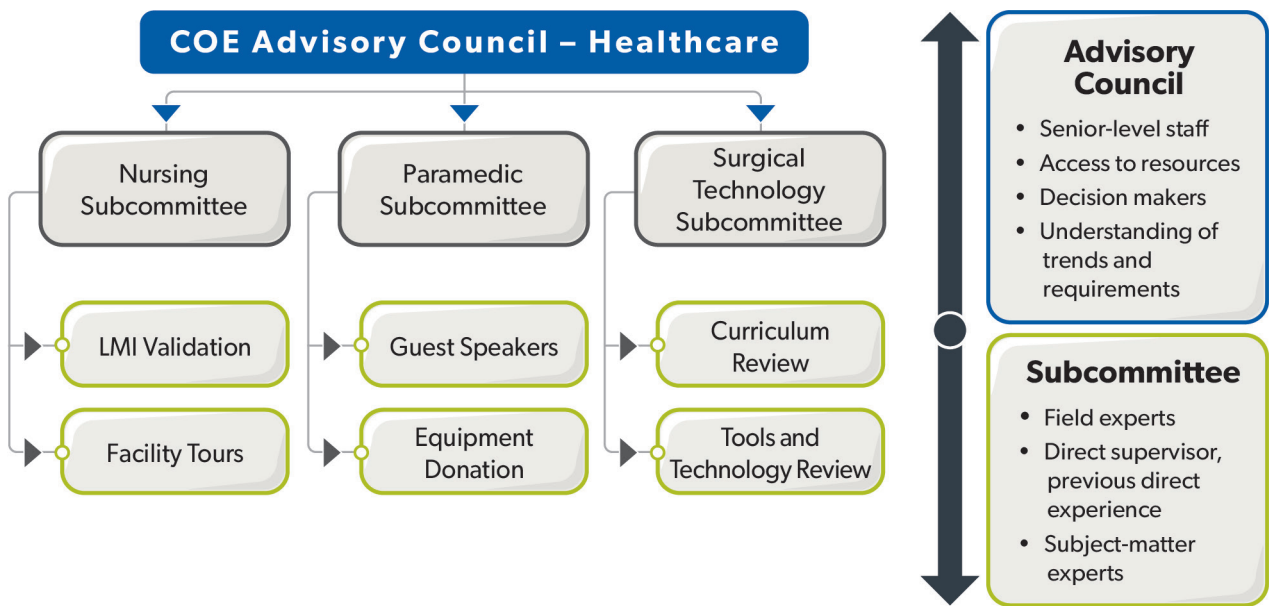 COE Advisory Council – Healthcare
Nursing
Subcommittee
LMI Validation
Facility Tours
Paramedic
Subcommittee
Guest Speakers
Equipment
Donation
Surgical
Technology
Subcommittee
Curriculum
Review
Tools and
Technology Review
Advisory
Council
• Senior-level staff
• Access to resources
• Decision makers
• Understanding of
trends and
requirements
Subcommittee
• Field experts
• Direct supervisor,
previous direct
experience
• Subject-matter
experts